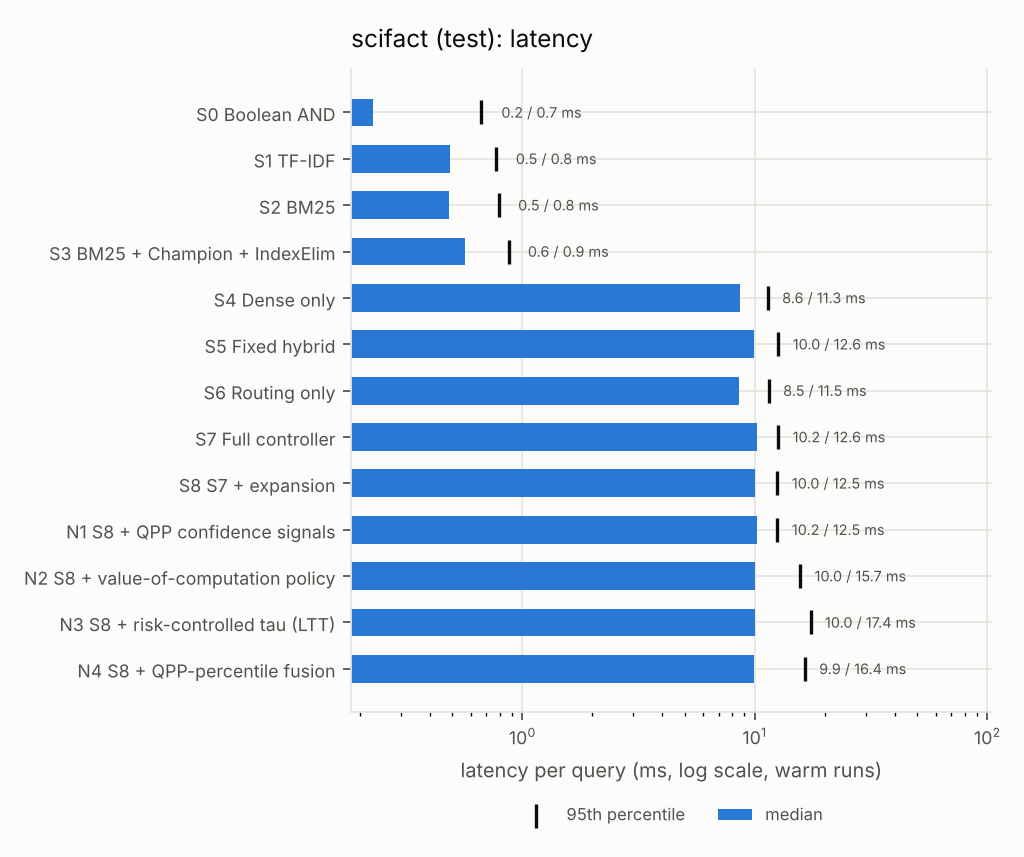 scifact (test): latency
S0 Boolean AND
0.2 / 0.7 ms
S1 TF-IDF
0.5 / 0.8 ms
S2 BM25
0.5 / 0.8 ms
S3 BM25 + Champion + IndexElim
0.6 / 0.9 ms
S4 Dense only
8.6 / 11.3 ms
S5 Fixed hybrid
10.0 / 12.6 ms
S6 Routing only
8.5 / 11.5 ms
S7 Full controller
10.2 / 12.6 ms
S8 S7 + expansion
10.0 / 12.5 ms
N1 S8 + QPP confidence signals
10.2 / 12.5 ms
N2 S8 + value-of-computation policy
10.0 / 15.7 ms
N3 S8 + risk-controlled tau (LTT)
10.0 / 17.4 ms
N4 S8 + QPP-percentile fusion
9.9 / 16.4 ms
10⁰ 10¹ 10²
latency per query (ms, log scale, warm runs)
95th percentile median